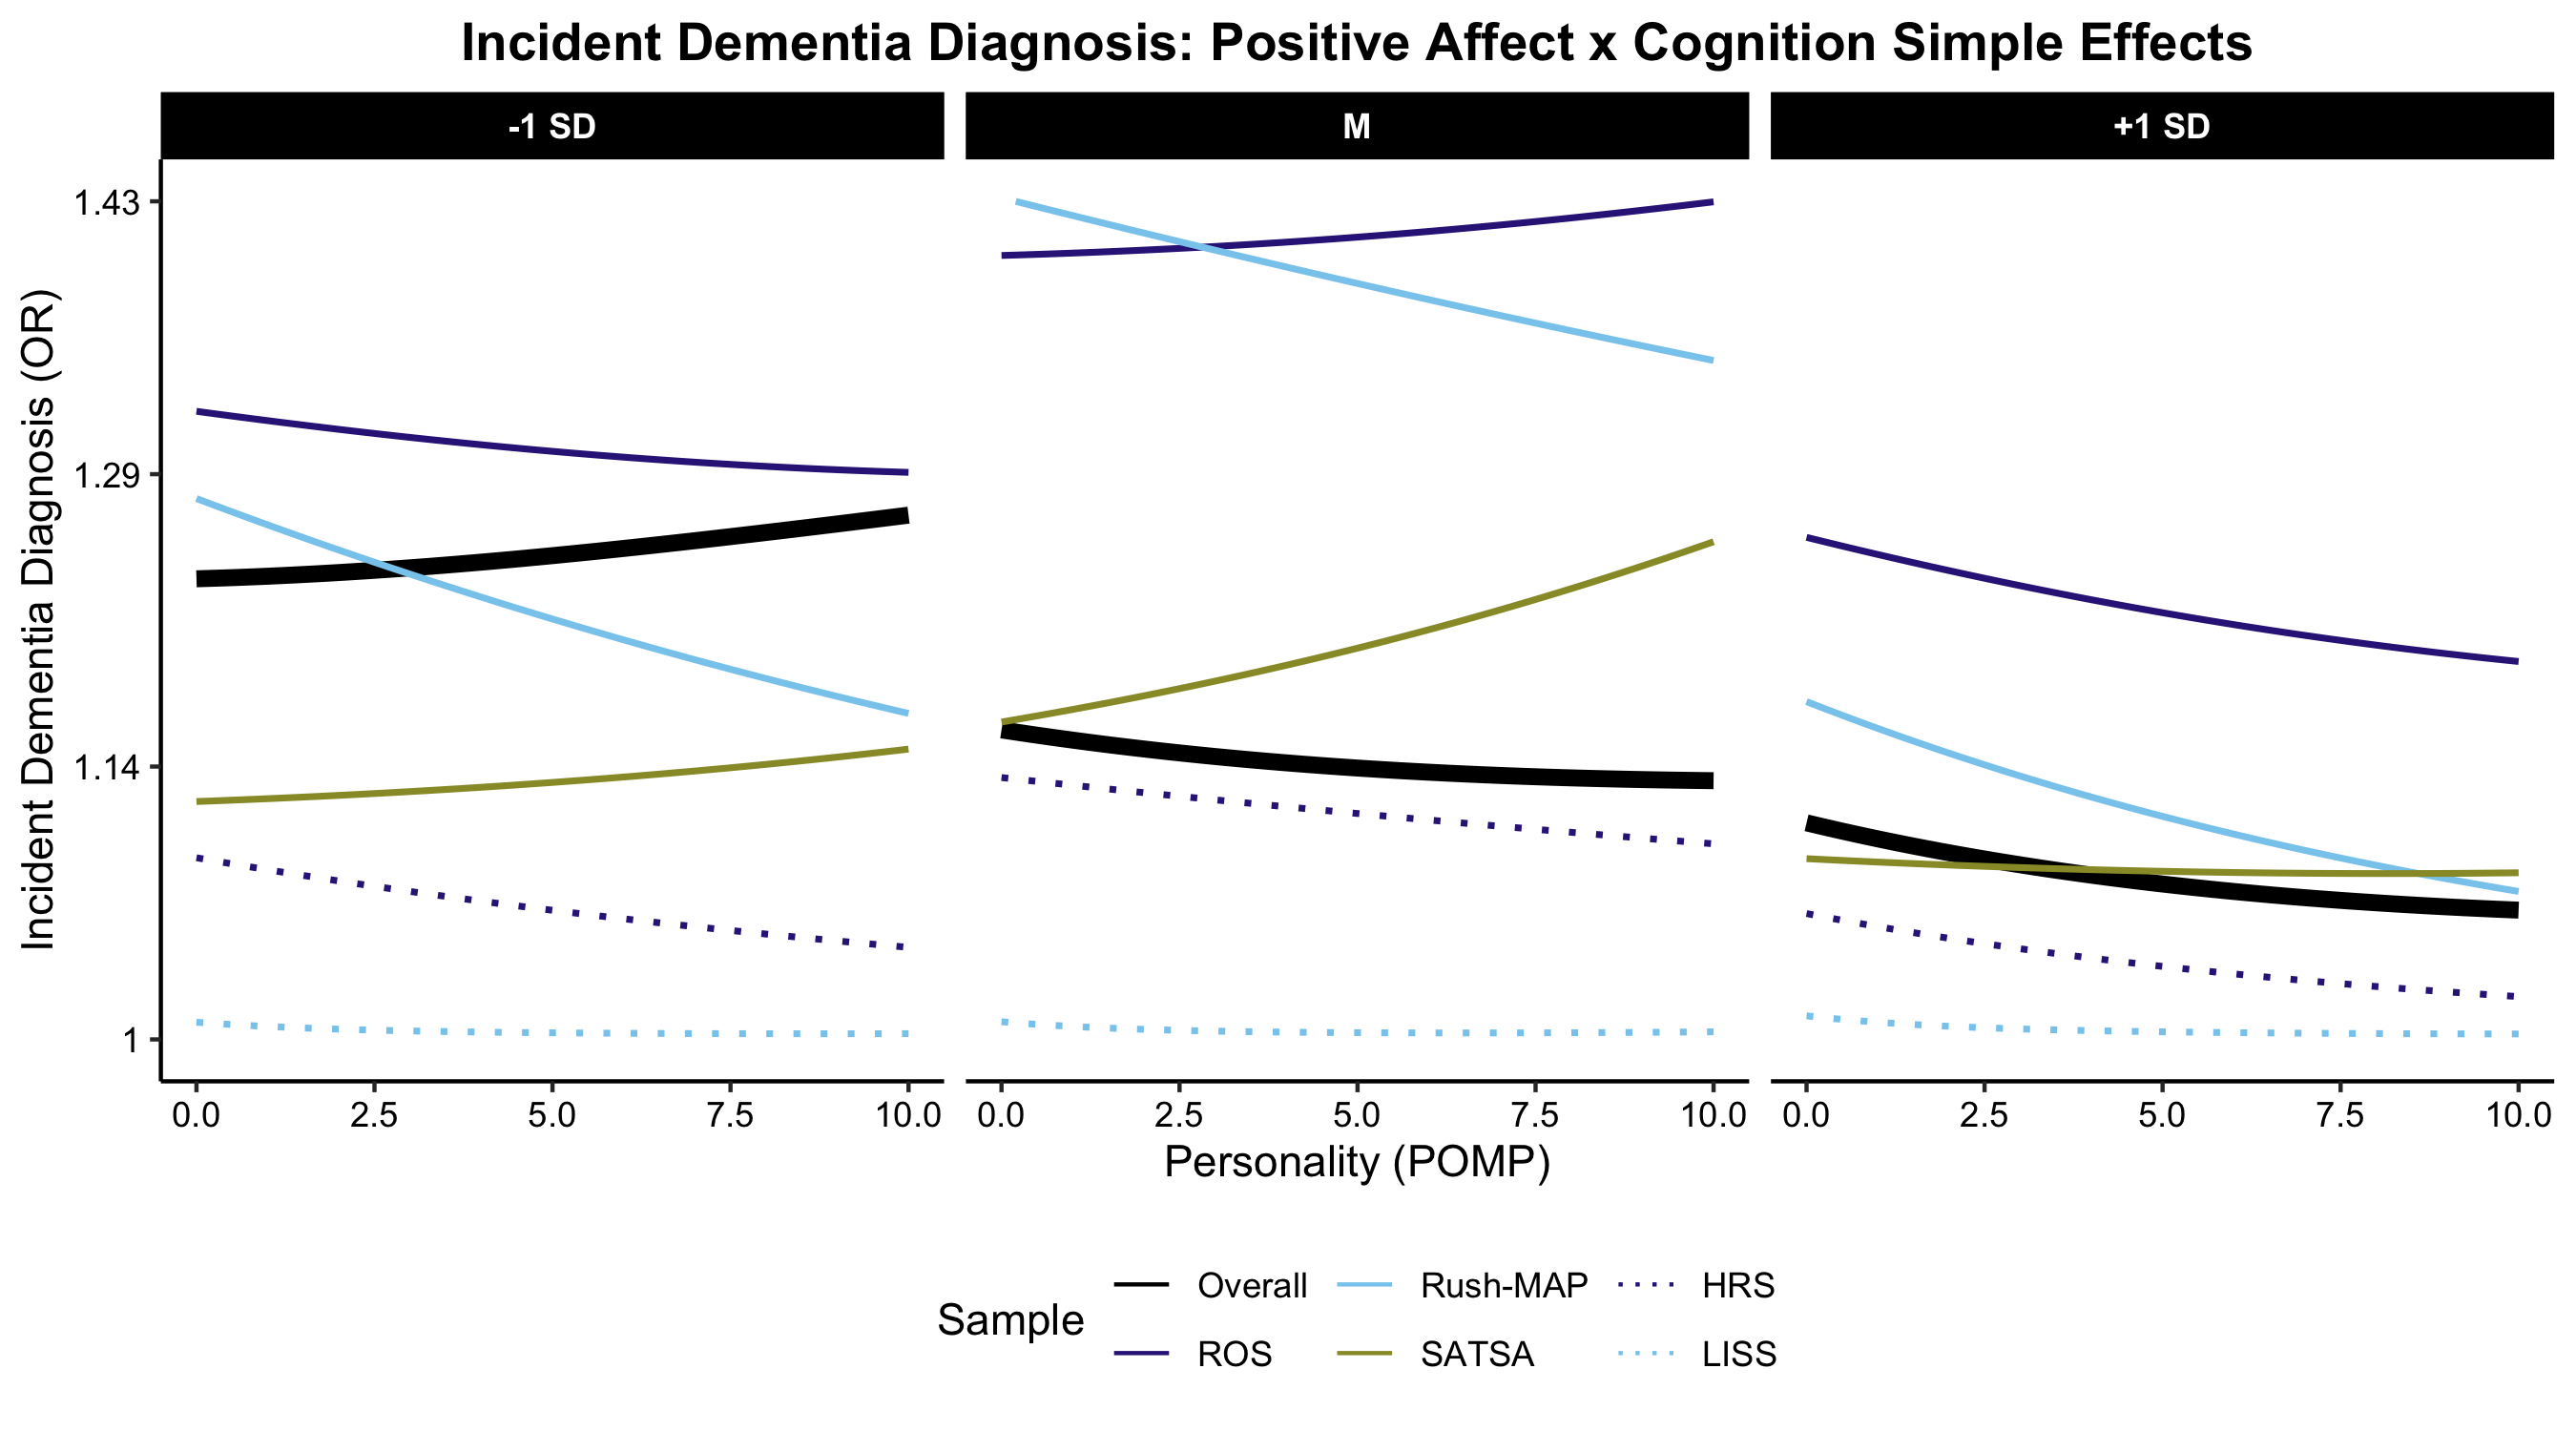 Incident Dementia Diagnosis: Positive Affect x Cognition Simple Effects
-1 SD
M
+1 SD
Incident Dementia Diagnosis (OR)
1.43
1.29
1.14
1
0.0 2.5 5.0 7.5 10.0
0.0 2.5 5.0 7.5 10.0
0.0 2.5 5.0 7.5 10.0
Personality (POMP)
Sample
Overall Rush-MAP HRS
ROS SATSA LISS